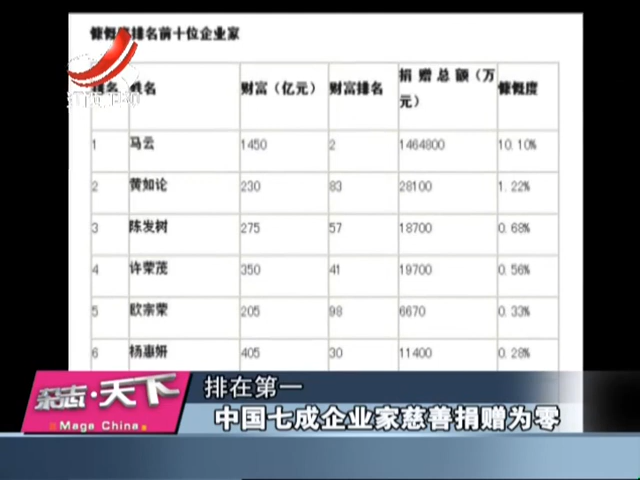 慷慨度排名前十位企业家
排名 姓名 财富（亿元） 财富排名 捐赠总额（万元） 慷慨度
1 马云 1450 2 1464800 10.10%
2 黄如论 230 83 28100 1.22%
3 陈发树 275 57 18700 0.68%
4 许荣茂 350 41 19700 0.56%
5 欧宗荣 205 98 6670 0.33%
6 杨惠妍 405 30 11400 0.28%
杂志·天下
Maga China
排在第一
中国七成企业家慈善捐赠为零